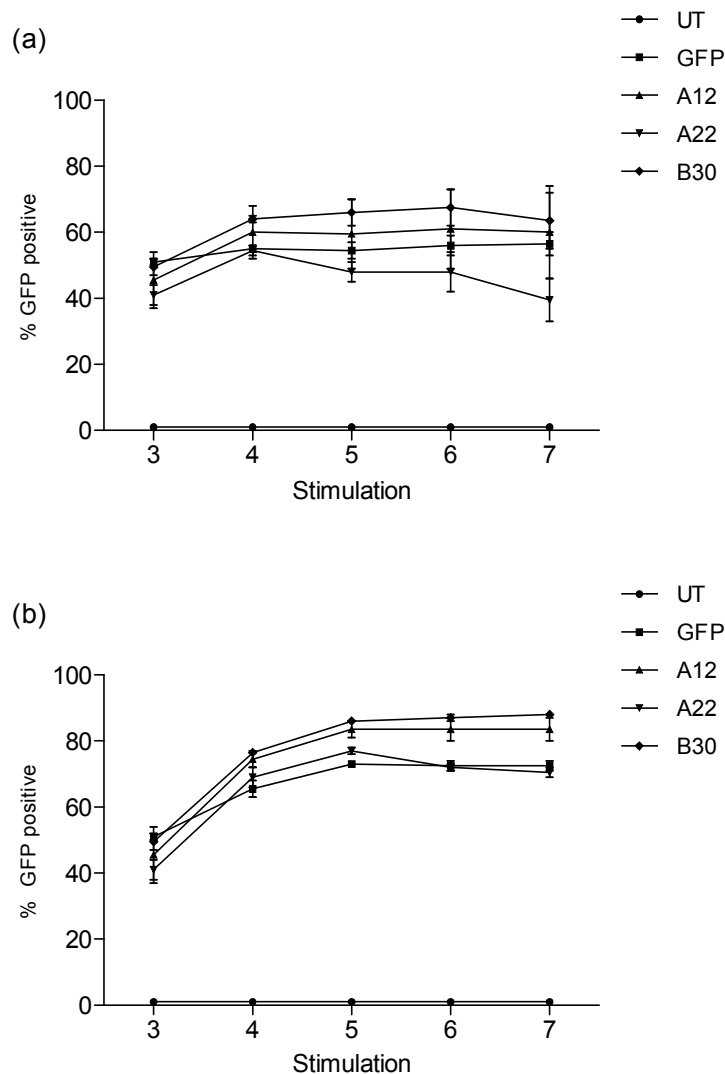 (a)
UT
GFP
A12
A22
B30
100
80
60
40
20
0
% GFP positive
3 4 5 6 7
Stimulation
(b)
UT
GFP
A12
A22
B30
100
80
60
40
20
0
% GFP positive
3 4 5 6 7
Stimulation